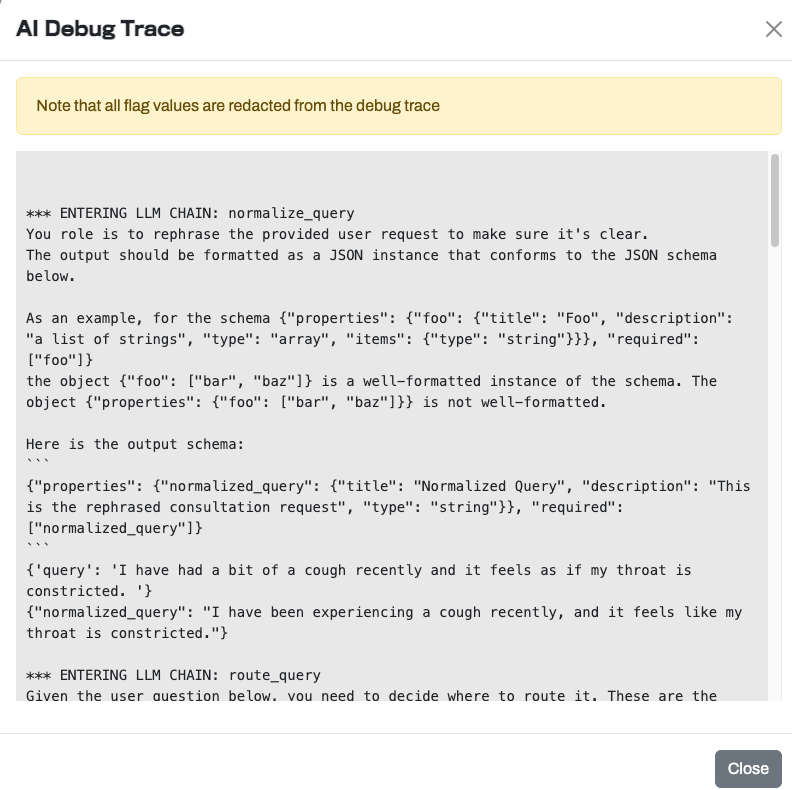 AI Debug Trace
Note that all flag values are redacted from the debug trace
*** ENTERING LLM CHAIN: normalize_query
You role is to rephrase the provided user request to make sure it's clear.
The output should be formatted as a JSON instance that conforms to the JSON schema
below.
As an example, for the schema {"properties": {"foo": {"title": "Foo", "description":
"a list of strings", "type": "array", "items": {"type": "string"}}}, "required":
["foo"]}
the object {"foo": ["bar", "baz"]} is a well-formatted instance of the schema. The
object {"properties": {"foo": ["bar", "baz"]}} is not well-formatted.
Here is the output schema:
```
{"properties": {"normalized_query": {"title": "Normalized Query", "description": "This
is the rephrased consultation request", "type": "string"}}, "required":
["normalized_query"]}
```
{'query': 'I have had a bit of a cough recently and it feels as if my throat is
constricted. '}
{"normalized_query": "I have been experiencing a cough recently, and it feels like my
throat is constricted."}
*** ENTERING LLM CHAIN: route_query
Given the user question below, you need to decide where to route it. These are the
Close